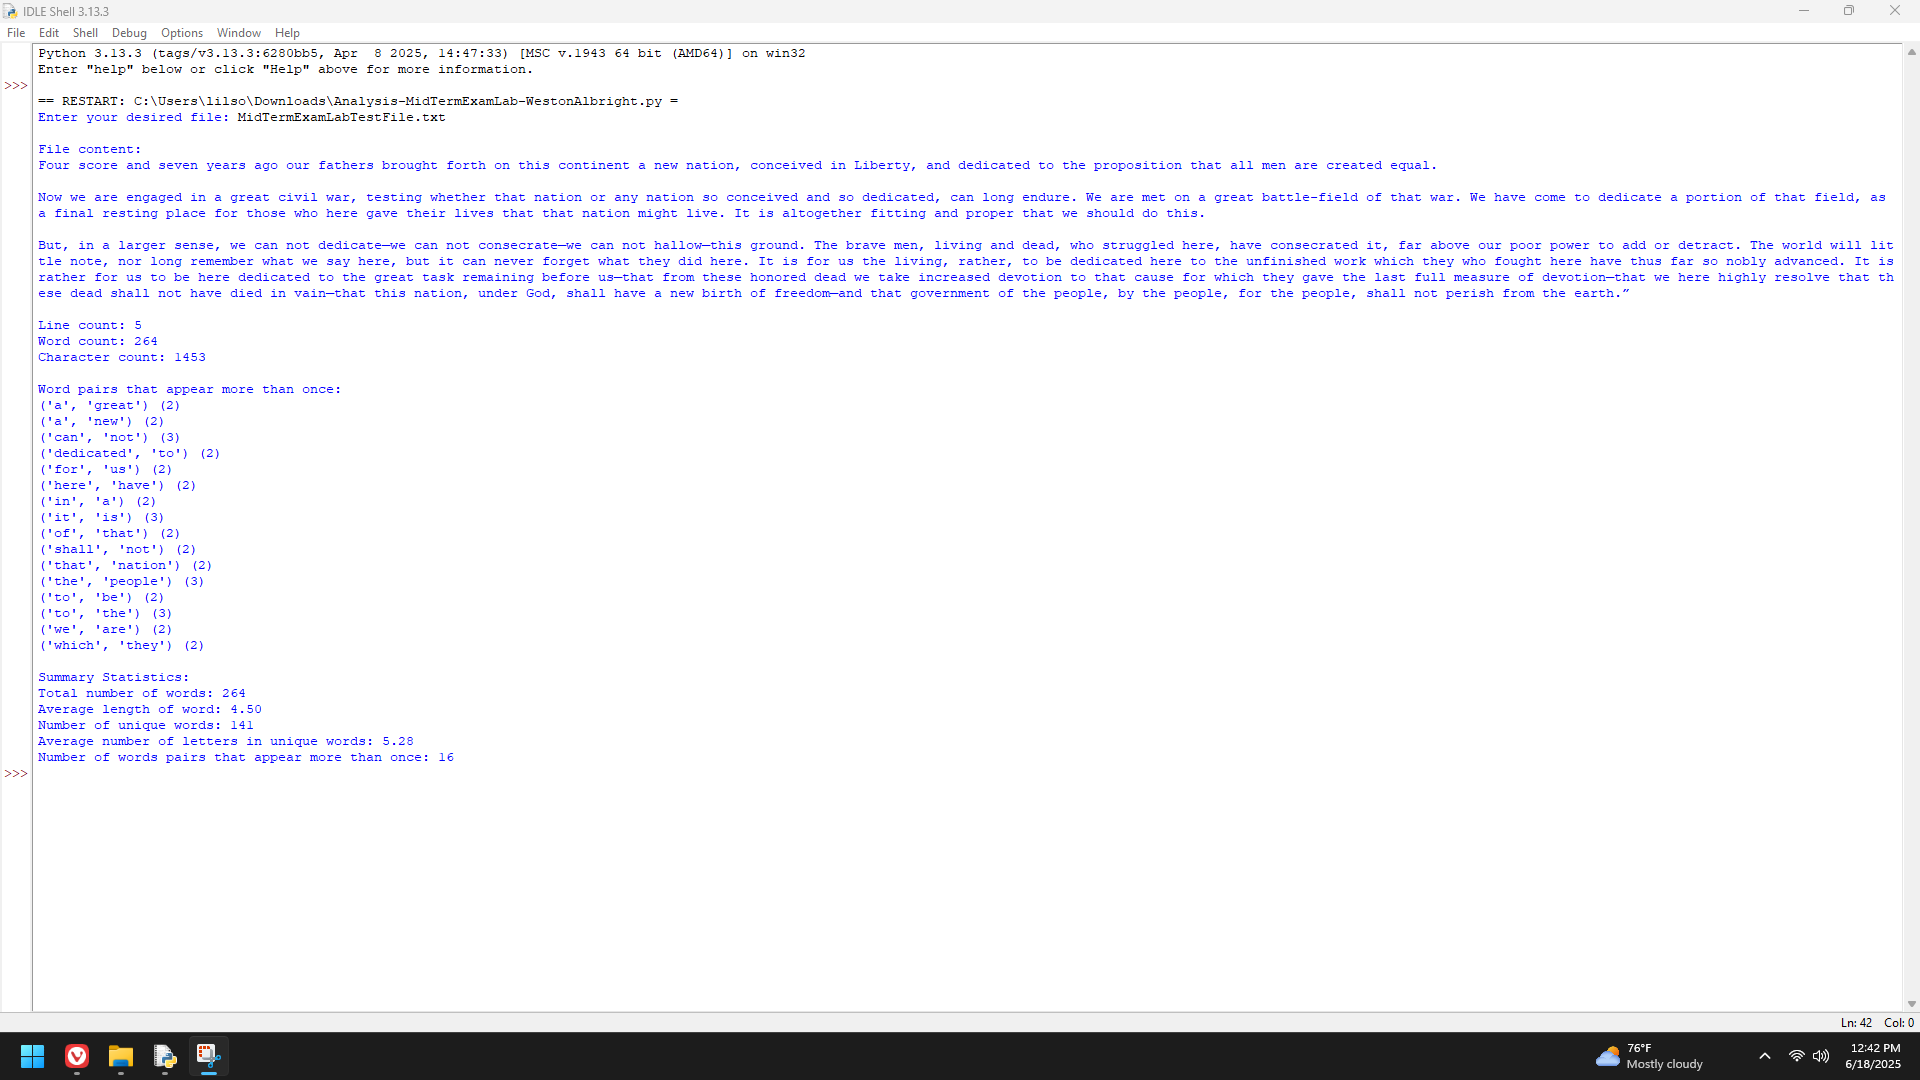 IDLE Shell 3.13.3
File Edit Shell Debug Options Window Help
Python 3.13.3 (tags/v3.13.3:6280bb5, Apr  8 2025, 14:47:33) [MSC v.1943 64 bit (AMD64)] on win32
Enter "help" below or click "Help" above for more information.
>>>
== RESTART: C:\Users\lilso\Downloads\Analysis-MidTermExamLab-WestonAlbright.py =
Enter your desired file: MidTermExamLabTestFile.txt
File content:
Four score and seven years ago our fathers brought forth on this continent a new nation, conceived in Liberty, and dedicated to the proposition that all men are created equal.
Now we are engaged in a great civil war, testing whether that nation or any nation so conceived and so dedicated, can long endure. We are met on a great battle-field of that war. We have come to dedicate a portion of that field, as
a final resting place for those who here gave their lives that that nation might live. It is altogether fitting and proper that we should do this.
But, in a larger sense, we can not dedicate—we can not consecrate—we can not hallow—this ground. The brave men, living and dead, who struggled here, have consecrated it, far above our poor power to add or detract. The world will lit
tle note, nor long remember what we say here, but it can never forget what they did here. It is for us the living, rather, to be dedicated here to the unfinished work which they who fought here have thus far so nobly advanced. It is
rather for us to be here dedicated to the great task remaining before us—that from these honored dead we take increased devotion to that cause for which they gave the last full measure of devotion—that we here highly resolve that th
ese dead shall not have died in vain—that this nation, under God, shall have a new birth of freedom—and that government of the people, by the people, for the people, shall not perish from the earth.”
Line count: 5
Word count: 264
Character count: 1453
Word pairs that appear more than once:
('a', 'great') (2)
('a', 'new') (2)
('can', 'not') (3)
('dedicated', 'to') (2)
('for', 'us') (2)
('here', 'have') (2)
('in', 'a') (2)
('it', 'is') (3)
('of', 'that') (2)
('shall', 'not') (2)
('that', 'nation') (2)
('the', 'people') (3)
('to', 'be') (2)
('to', 'the') (3)
('we', 'are') (2)
('which', 'they') (2)
Summary Statistics:
Total number of words: 264
Average length of word: 4.50
Number of unique words: 141
Average number of letters in unique words: 5.28
Number of words pairs that appear more than once: 16
>>>
Ln: 42 Col: 0
76°F
Mostly cloudy
12:42 PM
6/18/2025